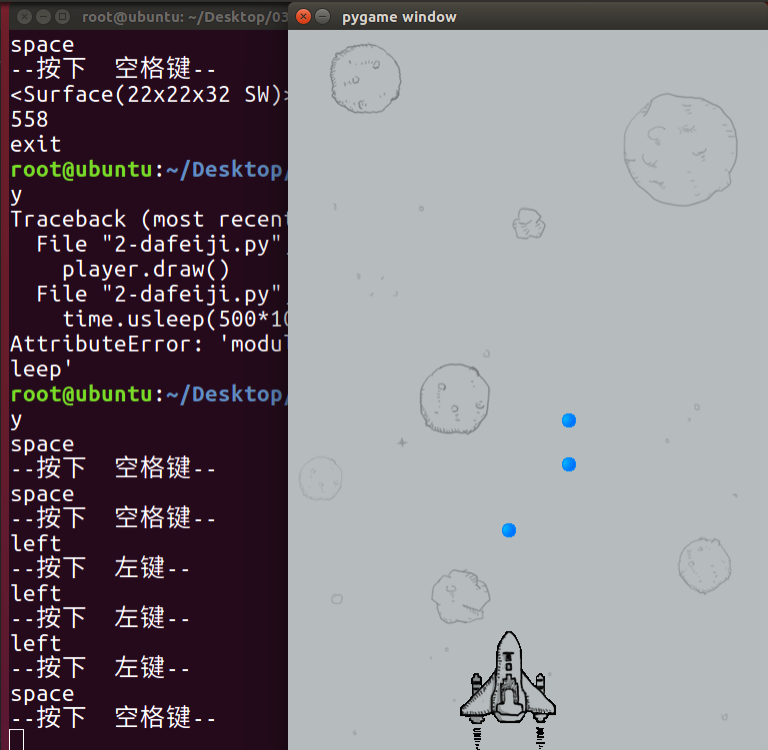 root@ubuntu: ~/Desktop/03
pygame window
space
--按下  空格键--
<Surface(22x22x32 SW)>
558
exit
root@ubuntu:~/Desktop/
y
Traceback (most recent
  File "2-dafeiji.py",
    player.draw()
  File "2-dafeiji.py",
    time.usleep(500*10
AttributeError: 'modul
leep'
root@ubuntu:~/Desktop/
y
space
--按下  空格键--
space
--按下  空格键--
left
--按下  左键--
left
--按下  左键--
left
--按下  左键--
space
--按下  空格键--